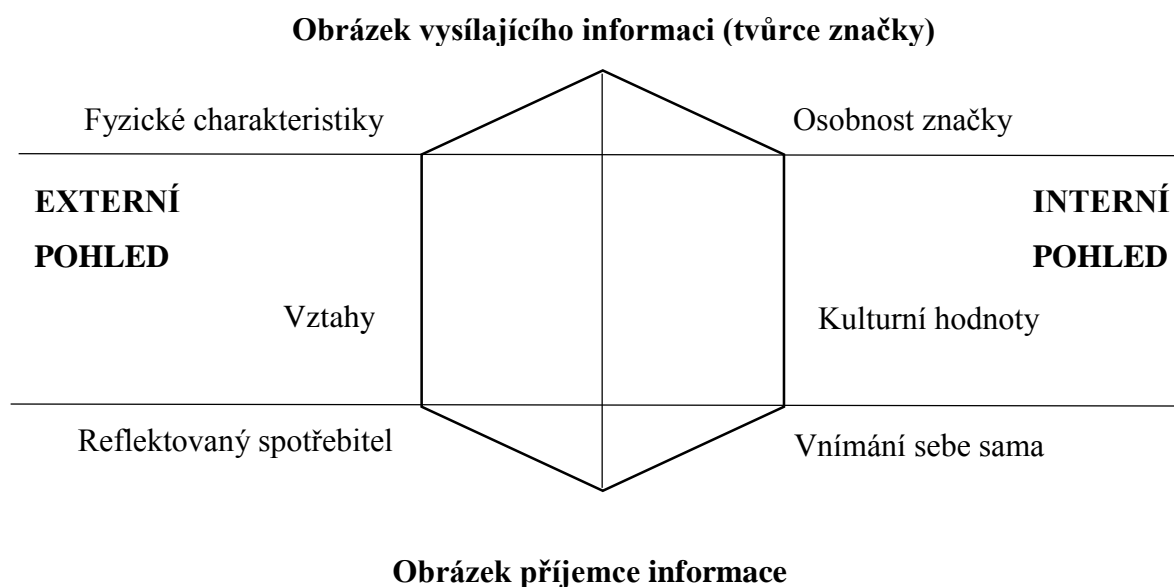 Obrázek vysílajícího informaci (tvůrce značky)
Fyzické charakteristiky
Osobnost značky
EXTERNÍ
POHLED
INTERNÍ
POHLED
Vztahy
Kulturní hodnoty
Reflektovaný spotřebitel
Vnímání sebe sama
Obrázek příjemce informace